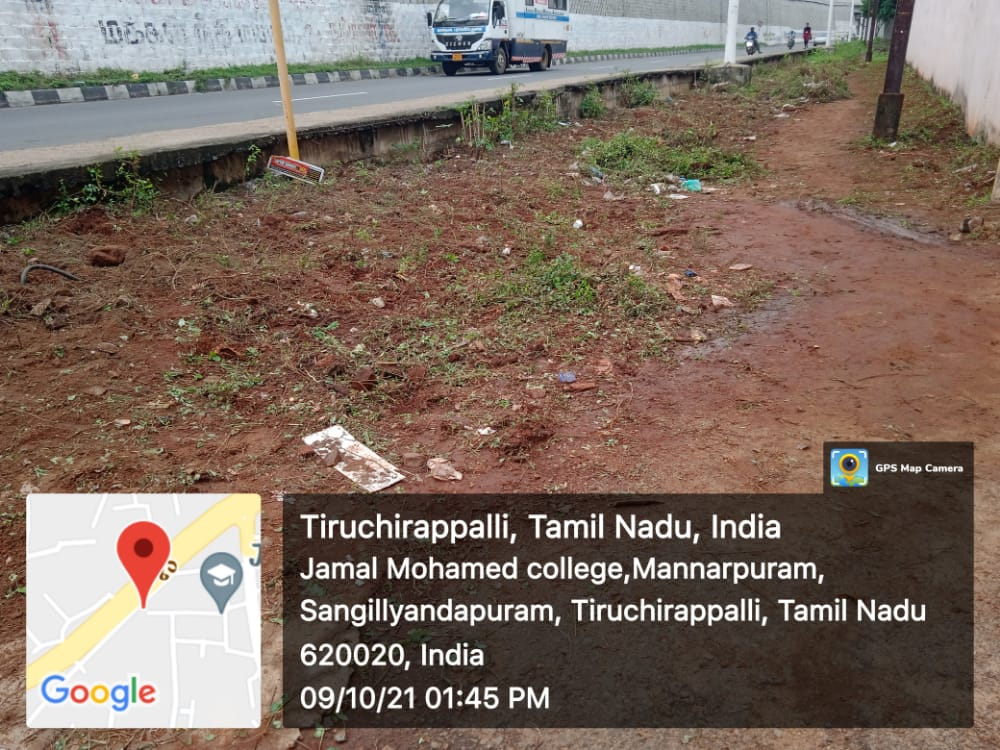 EICHER
GPS Map Camera
Tiruchirappalli, Tamil Nadu, India
Jamal Mohamed college,Mannarpuram,
Sangillyandapuram, Tiruchirappalli, Tamil Nadu
620020, India
09/10/21 01:45 PM
Google